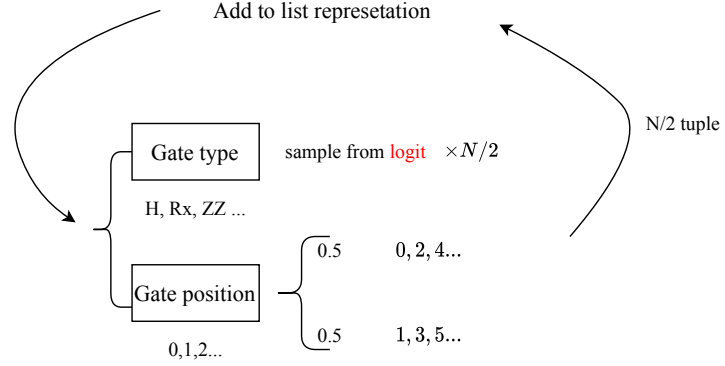 Add to list represetation
N/2 tuple
Gate type
sample from logit ×N/2
H, Rx, ZZ ...
0.5 0, 2, 4...
Gate position
0.5 1, 3, 5...
0,1,2...